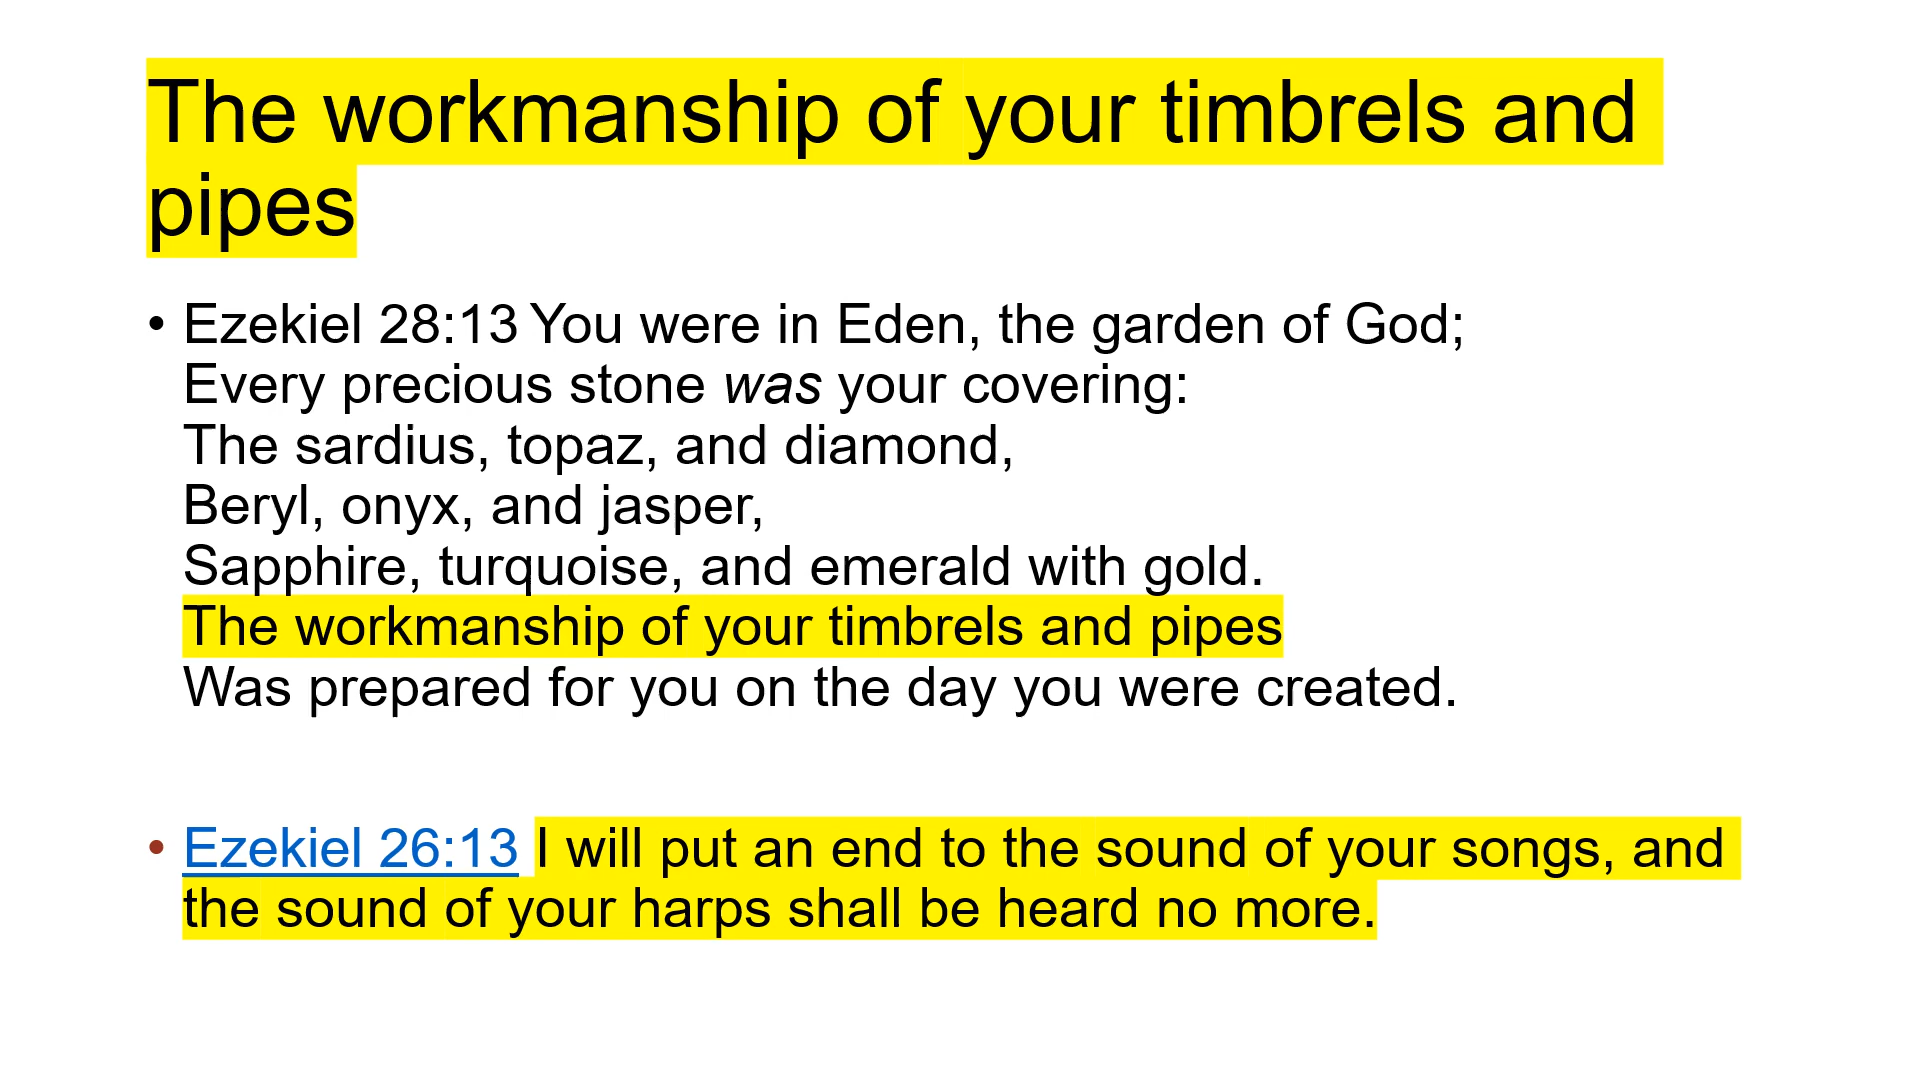 The workmanship of your timbrels and
pipes
• Ezekiel 28:13 You were in Eden, the garden of God;
Every precious stone was your covering:
The sardius, topaz, and diamond,
Beryl, onyx, and jasper,
Sapphire, turquoise, and emerald with gold.
The workmanship of your timbrels and pipes
Was prepared for you on the day you were created.
• Ezekiel 26:13 I will put an end to the sound of your songs, and
the sound of your harps shall be heard no more.